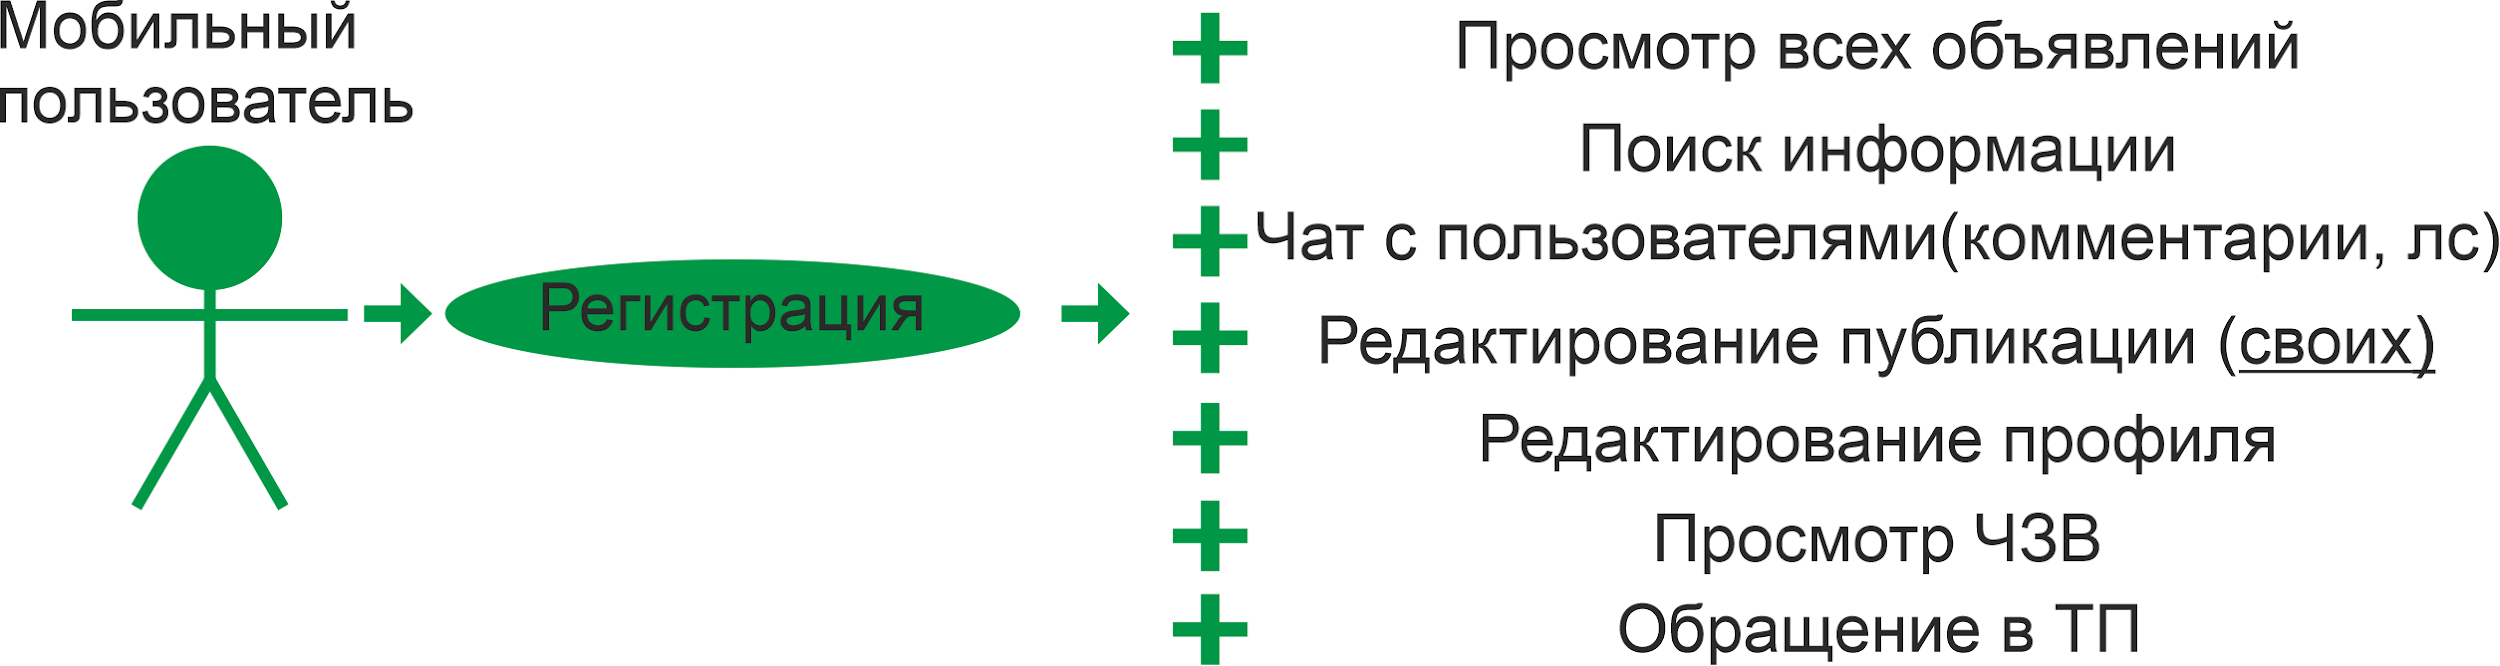 Мобильный
пользователь
Регистрация
Просмотр всех объявлений
Поиск информации
Чат с пользователями(комментарии, лс)
Редактирование публикации (своих)
Редактирование профиля
Просмотр ЧЗВ
Обращение в ТП